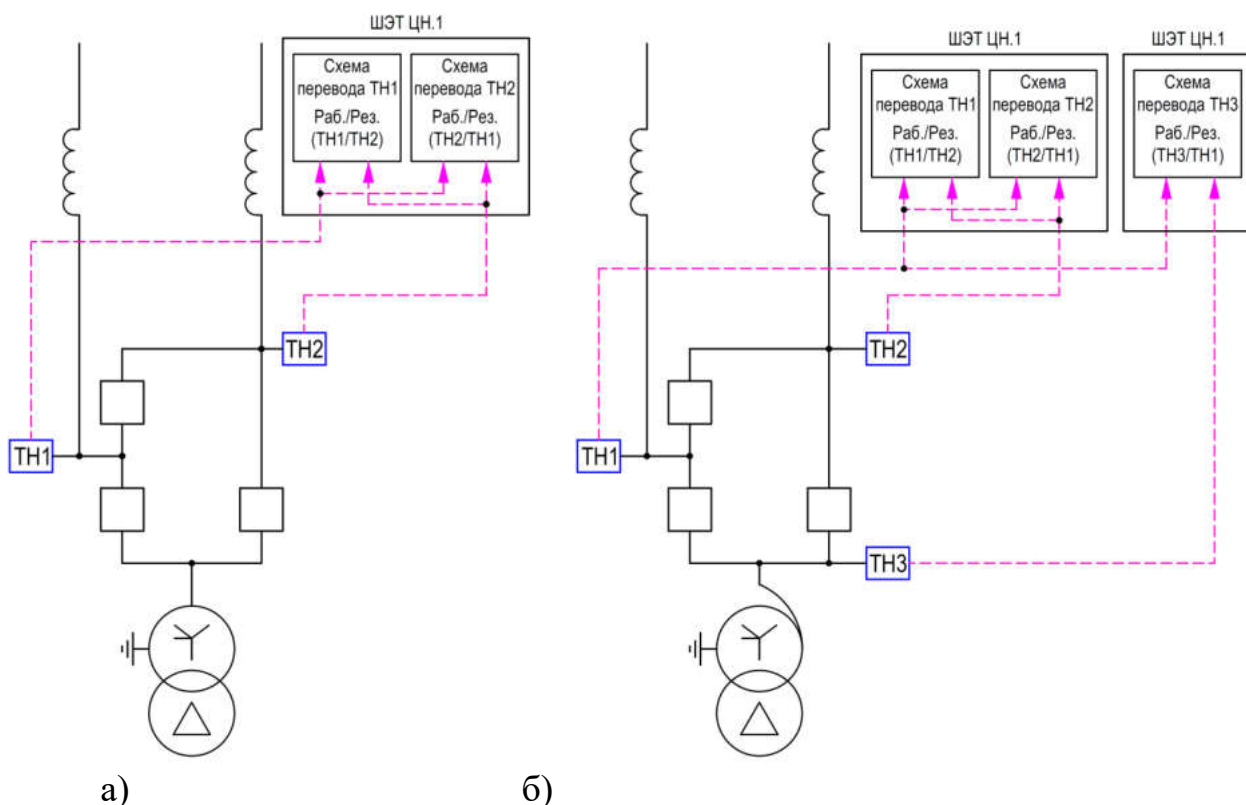 ШЭТ ЦН.1
Схема
перевода ТН1
Раб./Рез.
(ТН1/ТН2)
Схема
перевода ТН2
Раб./Рез.
(ТН2/ТН1)
ТН2
ТН1
а)
ШЭТ ЦН.1
Схема
перевода ТН1
Раб./Рез.
(ТН1/ТН2)
Схема
перевода ТН2
Раб./Рез.
(ТН2/ТН1)
ШЭТ ЦН.1
Схема
перевода ТН3
Раб./Рез.
(ТН3/ТН1)
ТН2
ТН1
ТН3
б)